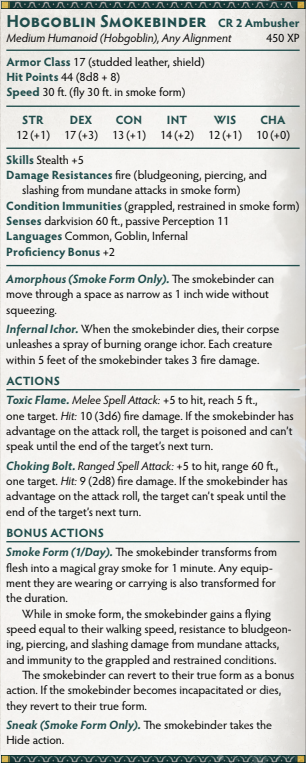 Hobgoblin Smokebinder CR 2 Ambusher
Medium Humanoid (Hobgoblin), Any Alignment 450 XP
Armor Class 17 (studded leather, shield)
Hit Points 44 (8d8 + 8)
Speed 30 ft. (fly 30 ft. in smoke form)
STR DEX CON INT WIS CHA
12 (+1) 17 (+3) 13 (+1) 14 (+2) 12 (+1) 10 (+0)
Skills Stealth +5
Damage Resistances fire (bludgeoning, piercing, and
slashing from mundane attacks in smoke form)
Condition Immunities (grappled, restrained in smoke form)
Senses darkvision 60 ft., passive Perception 11
Languages Common, Goblin, Infernal
Proficiency Bonus +2
Amorphous (Smoke Form Only). The smokebinder can
move through a space as narrow as 1 inch wide without
squeezing.
Infernal Ichor. When the smokebinder dies, their corpse
unleashes a spray of burning orange ichor. Each creature
within 5 feet of the smokebinder takes 3 fire damage.
Actions
Toxic Flame. Melee Spell Attack: +5 to hit, reach 5 ft.,
one target. Hit: 10 (3d6) fire damage. If the smokebinder has
advantage on the attack roll, the target is poisoned and can't
speak until the end of the target's next turn.
Choking Bolt. Ranged Spell Attack: +5 to hit, range 60 ft.,
one target. Hit: 9 (2d8) fire damage. If the smokebinder has
advantage on the attack roll, the target can't speak until the
end of the target's next turn.
Bonus Actions
Smoke Form (1/Day). The smokebinder transforms from
flesh into a magical gray smoke for 1 minute. Any equip-
ment they are wearing or carrying is also transformed for
the duration.
While in smoke form, the smokebinder gains a flying
speed equal to their walking speed, resistance to bludgeon-
ing, piercing, and slashing damage from mundane attacks,
and immunity to the grappled and restrained conditions.
The smokebinder can revert to their true form as a bonus
action. If the smokebinder becomes incapacitated or dies,
they revert to their true form.
Sneak (Smoke Form Only). The smokebinder takes the
Hide action.